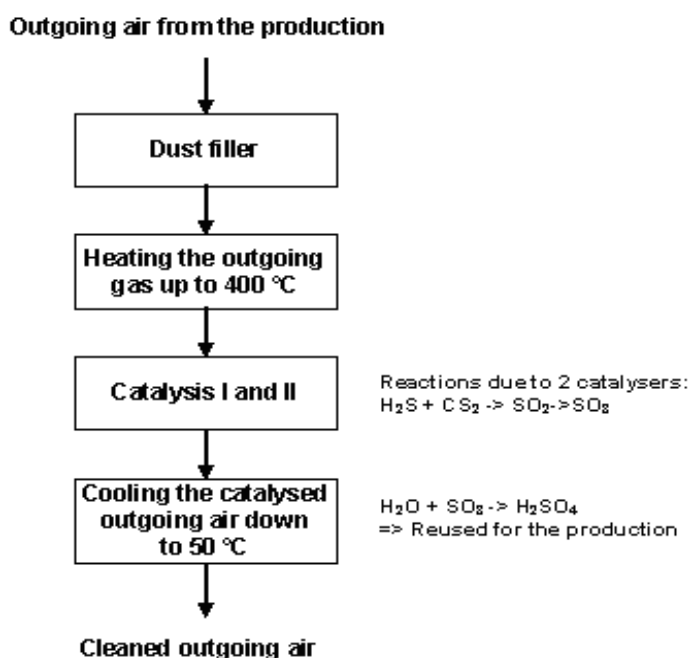 Outgoing air from the production
Dust filler
Heating the outgoing
gas up to 400 °C
Catalysis I and II
Reactions due to 2 catalysers:
H₂S + CS₂ -> SO₂->SO₃
Cooling the catalysed
outgoing air down
to 50 °C
H₂O + SO₃ -> H₂SO₄
=> Reused for the production
Cleaned outgoing air